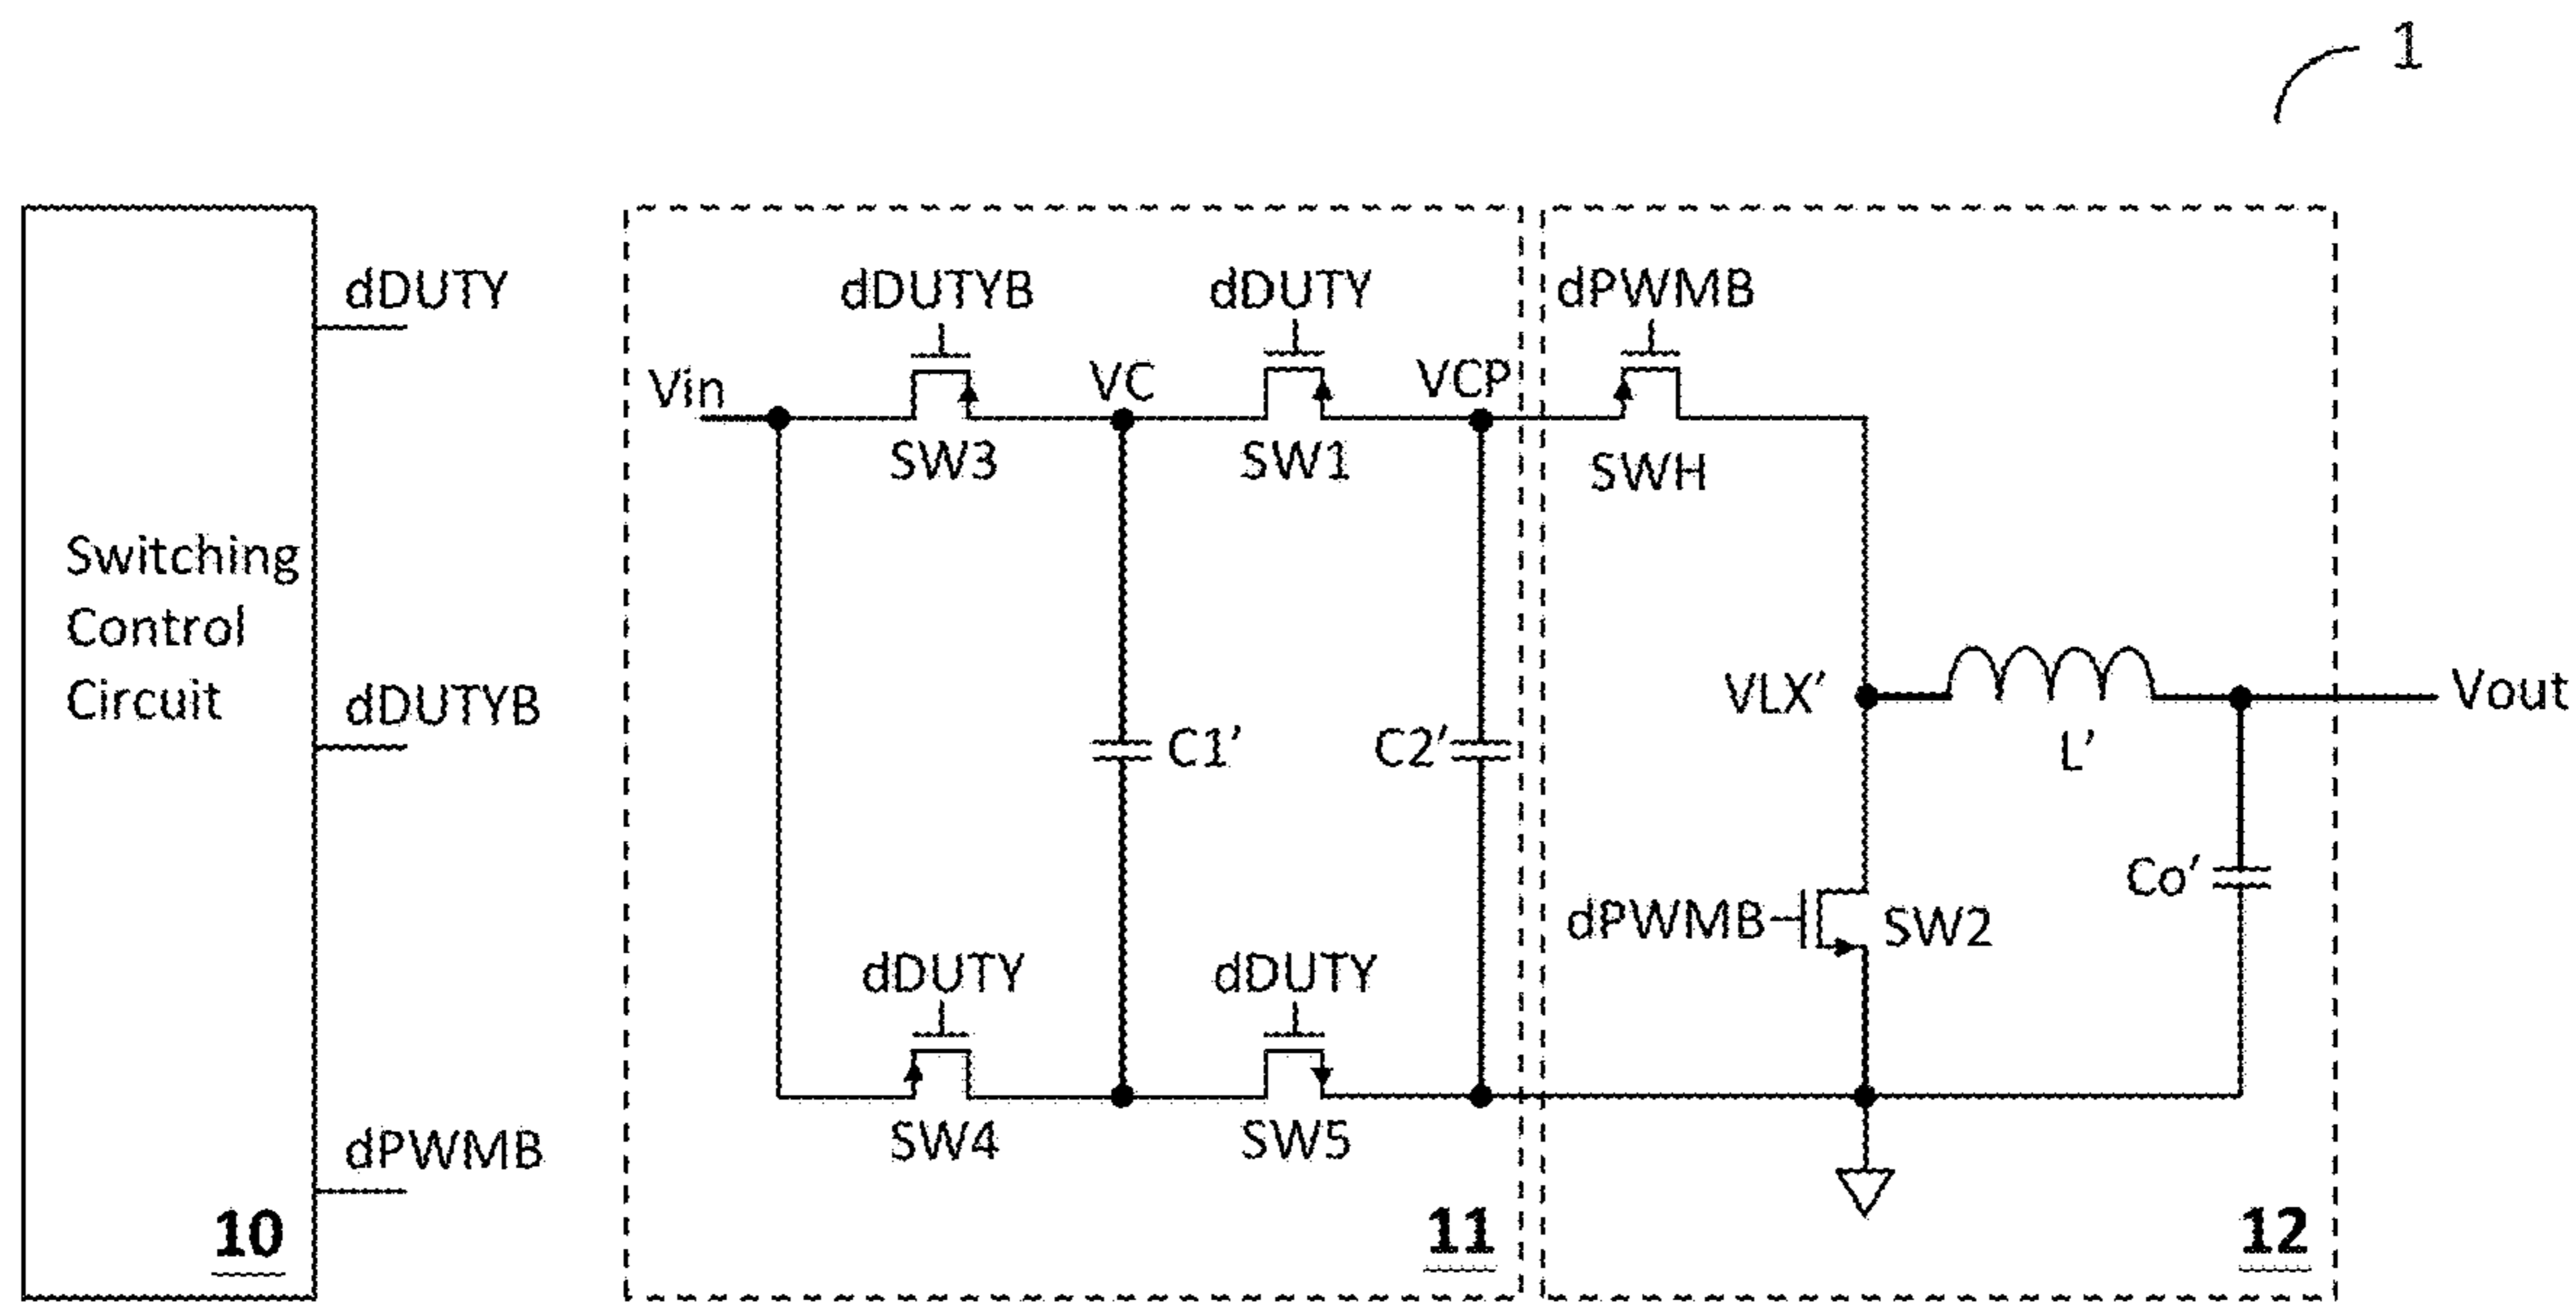 1
dDUTY
dDUTYB
dPWMB
Switching
Control
Circuit
10
dDUTYB
dDUTY
dPWMB
Vin
VC
VCP
SW3
SW1
SWH
C1'
C2'
VLX'
L'
Vout
Co'
dPWMB
SW2
dDUTY
dDUTY
SW4
SW5
11
12